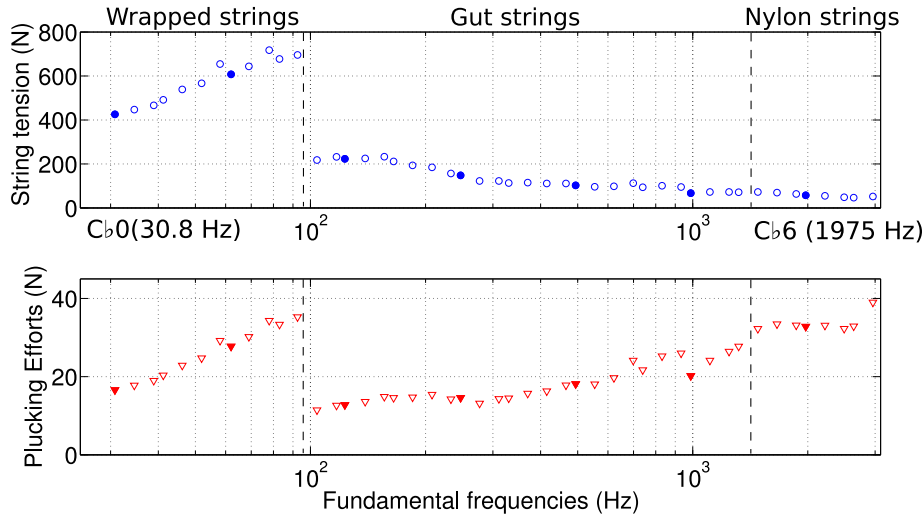 Wrapped strings Gut strings Nylon strings
800
600
400
200
0
String tension (N)
C♭0(30.8 Hz) 10² 10³ C♭6 (1975 Hz)
40
20
0
Plucking Efforts (N)
10² 10³
Fundamental frequencies (Hz)